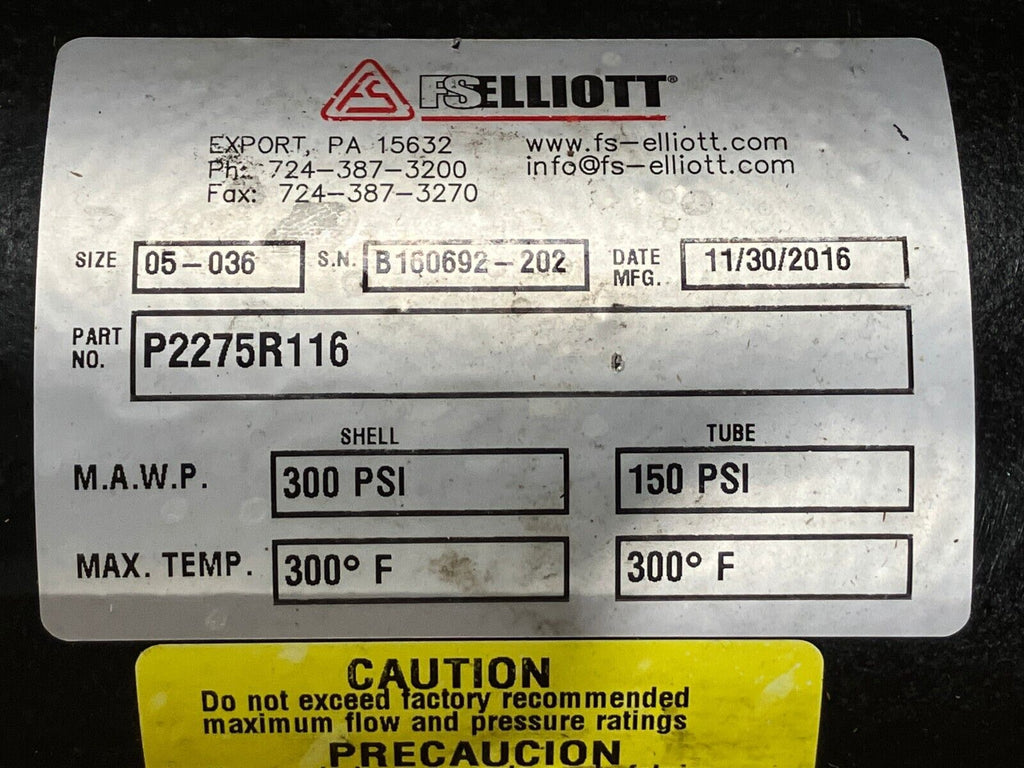 FS FSELLIOTT®
EXPORT, PA 15632 www.fs-elliott.com
Ph: 724-387-3200 info@fs-elliott.com
Fax: 724-387-3270
SIZE 05-036 S.N. B160692-202 DATE MFG. 11/30/2016
PART NO. P2275R116
SHELL TUBE
M.A.W.P. 300 PSI 150 PSI
MAX. TEMP. 300° F 300° F
CAUTION
Do not exceed factory recommended
maximum flow and pressure ratings
PRECAUCION